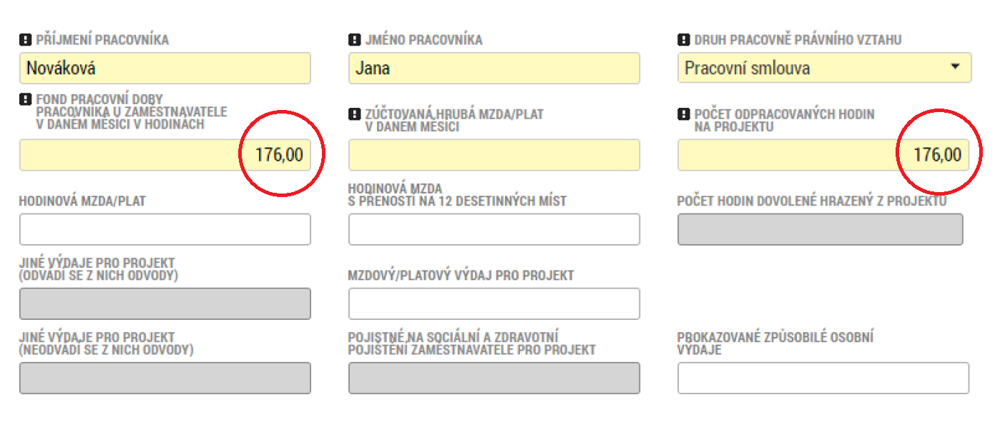 PŘÍJMENÍ PRACOVNÍKA
JMÉNO PRACOVNÍKA
DRUH PRACOVNĚ PRÁVNÍHO VZTAHU
Nováková
Jana
Pracovní smlouva
FOND PRACOVNÍ DOBY
PRACOVNÍKA U ZAMĚSTNAVATELE
V DANÉM MĚSÍCI V HODINÁCH
ZÚČTOVANÁ HRUBÁ MZDA/PLAT
V DANÉM MĚSÍCI
POČET ODPRACOVANÝCH HODIN
NA PROJEKTU
176,00
176,00
HODINOVÁ MZDA/PLAT
HODINOVÁ MZDA
S PŘENOSTÍ NA 12 DESETINNÝCH MÍST
POČET HODIN DOVOLENÉ HRAZENÝ Z PROJEKTU
JINÉ VÝDAJE PRO PROJEKT
(ODVÁDÍ SE Z NICH ODVODY)
MZDOVÝ/PLATOVÝ VÝDAJ PRO PROJEKT
JINÉ VÝDAJE PRO PROJEKT
(NEODVÁDÍ SE Z NICH ODVODY)
POJISTNÉ NA SOCIÁLNÍ A ZDRAVOTNÍ
POJIŠTĚNÍ ZAMĚSTNAVATELE PRO PROJEKT
PROKAZOVANÉ ZPŮSOBILÉ OSOBNÍ
VÝDAJE